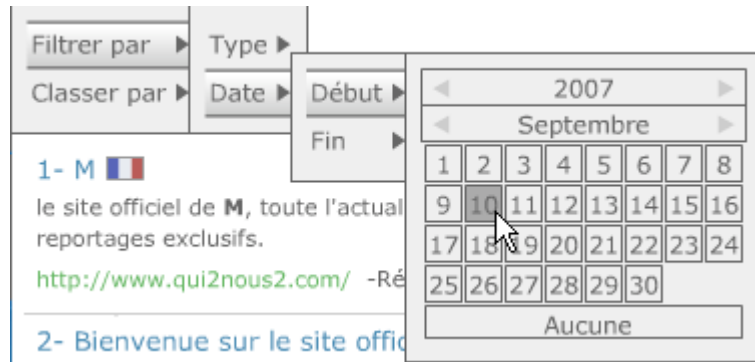 Filtrer par
Classer par
Type
Date
Début
Fin
2007
Septembre
1 2 3 4 5 6 7 8
9 10 11 12 13 14 15 16
17 18 19 20 21 22 23 24
25 26 27 28 29 30
Aucune
1- M
le site officiel de M, toute l'actual
reportages exclusifs.
http://www.qui2nous2.com/ -Ré
2- Bienvenue sur le site offic